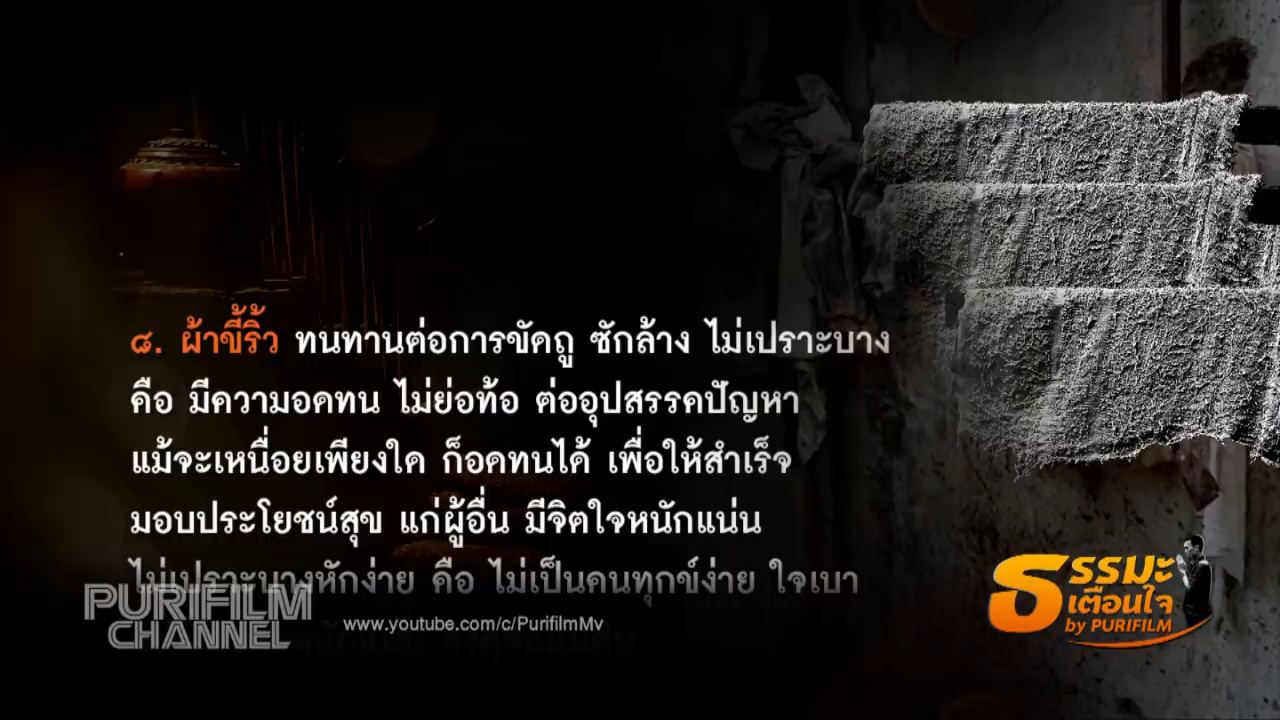 ๘. ผ้าขี้ริ้ว ทนทานต่อการขัดถู ซักล้าง ไม่เปราะบาง
คือ มีความอดทน ไม่ย่อท้อ ต่ออุปสรรคปัญหา
แม้จะเหนื่อยเพียงใด ก็อดทนได้ เพื่อให้สำเร็จ
มอบประโยชน์สุข แก่ผู้อื่น มีจิตใจหนักแน่น
ไม่เปราะบางหักง่าย คือ ไม่เป็นคนทุกข์ง่าย ใจเบา
PURIFILM
CHANNEL
www.youtube.com/c/PurifilmMv
ธรรมะ
เตือนใจ
by PURIFILM